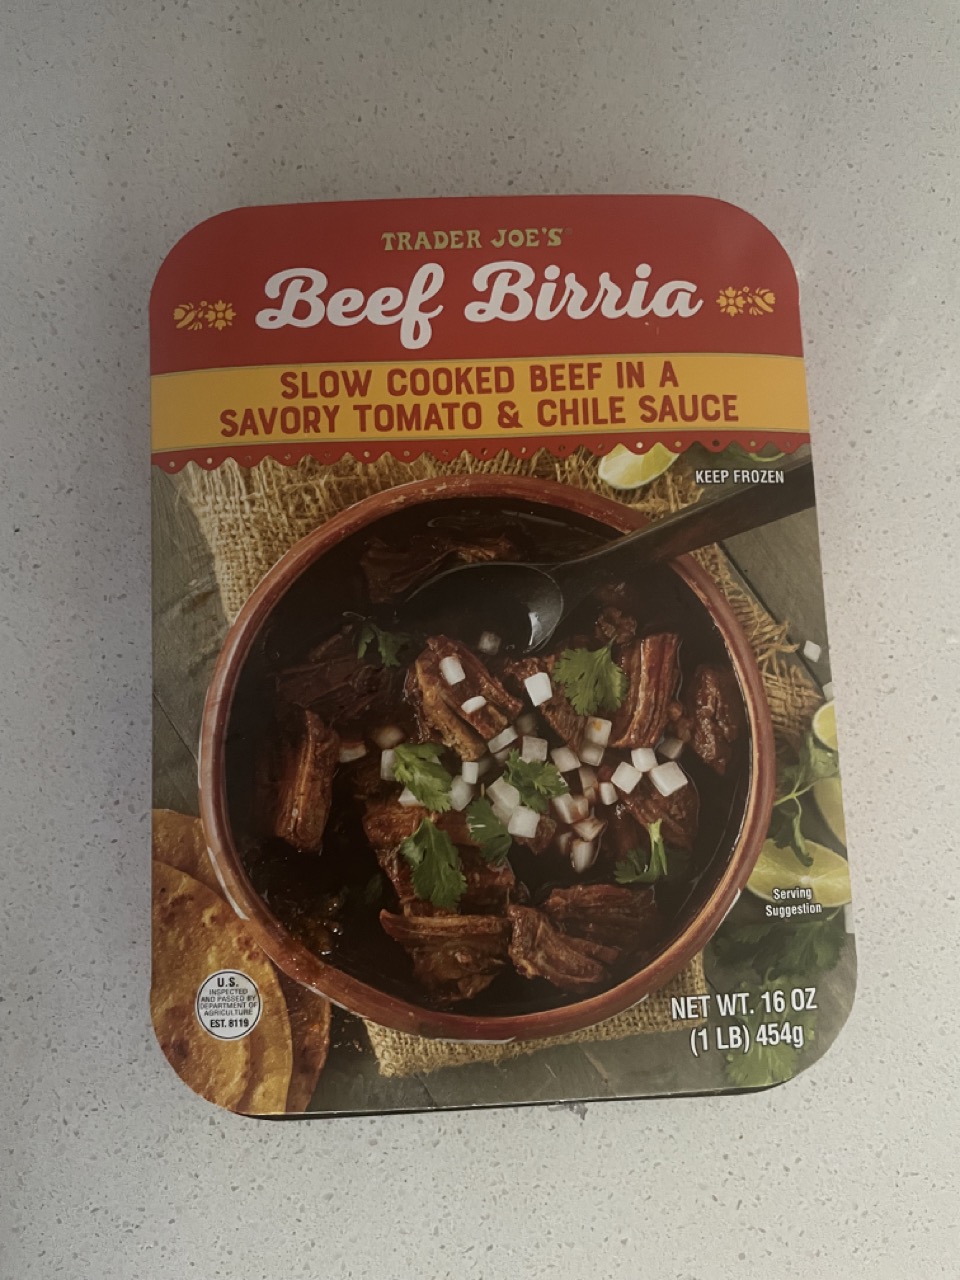 TRADER JOE'S
Beef Birria
SLOW COOKED BEEF IN A
SAVORY TOMATO & CHILE SAUCE
KEEP FROZEN
Serving
Suggestion
U.S.
INSPECTED
AND PASSED BY
DEPARTMENT OF
AGRICULTURE
EST. 8119
NET WT. 16 OZ
(1 LB) 454g